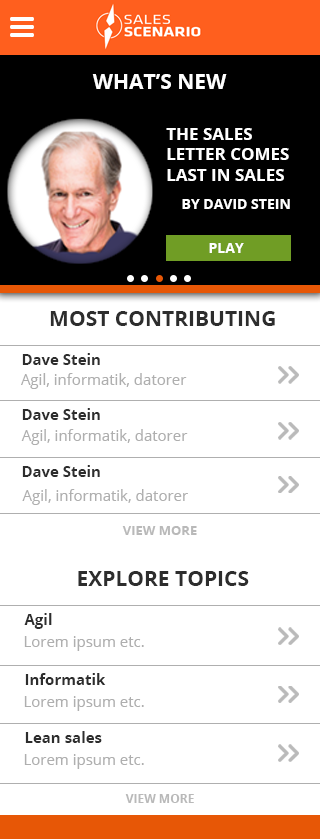 SALES
SCENARIO
WHAT'S NEW
THE SALES
LETTER COMES
LAST IN SALES
BY DAVID STEIN
PLAY
MOST CONTRIBUTING
Dave Stein
Agil, informatik, datorer
Dave Stein
Agil, informatik, datorer
Dave Stein
Agil, informatik, datorer
VIEW MORE
EXPLORE TOPICS
Agil
Lorem ipsum etc.
Informatik
Lorem ipsum etc.
Lean sales
Lorem ipsum etc.
VIEW MORE